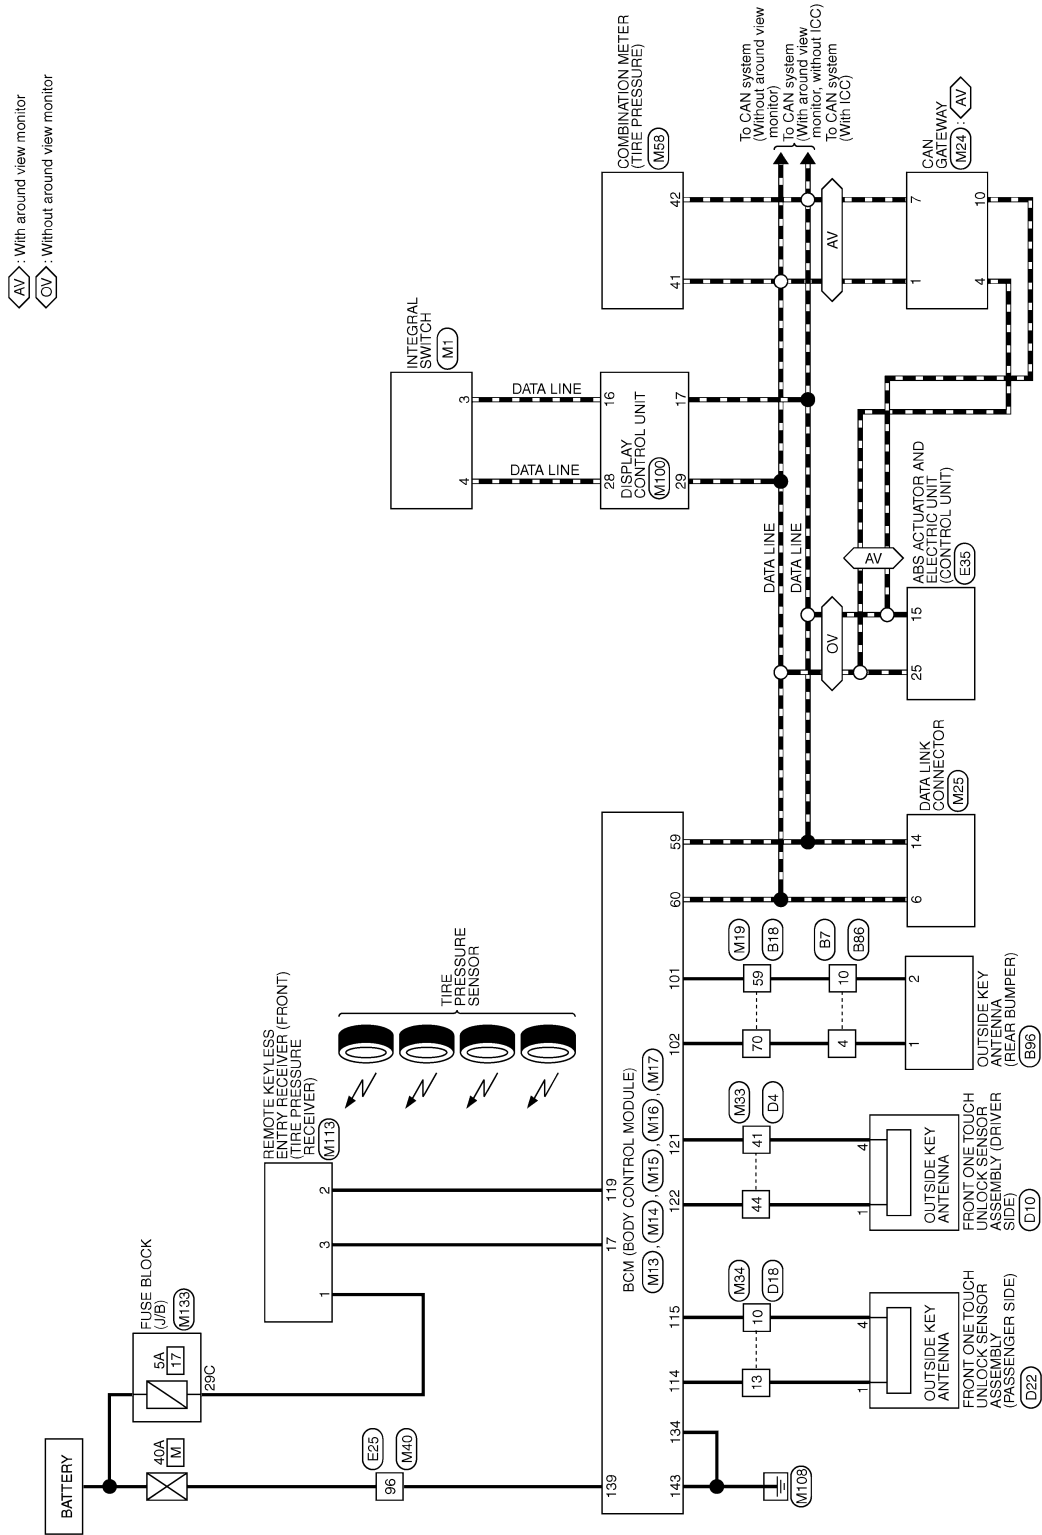 AV : With around view monitor
OV : Without around view monitor
BATTERY
40A
M
E25
M40
96
139
FUSE BLOCK
(J/B)
M133
5A
17
29C
REMOTE KEYLESS
ENTRY RECEIVER (FRONT)
(TIRE PRESSURE
RECEIVER)
M113
1
3
2
17
119
TIRE
PRESSURE
SENSOR
BCM (BODY CONTROL MODULE)
M13 , M14 , M15 , M16 , M17
143
134
114
115
122
121
102
101
60
59
M108
M34
D18
13
10
1
4
OUTSIDE KEY
ANTENNA
FRONT ONE TOUCH
UNLOCK SENSOR
ASSEMBLY
(PASSENGER SIDE)
D22
M33
D4
44
41
1
4
OUTSIDE KEY
ANTENNA
FRONT ONE TOUCH
UNLOCK SENSOR
ASSEMBLY (DRIVER
SIDE)
D10
M19
B18
70
59
B7
B86
4
10
1
2
OUTSIDE KEY
ANTENNA
(REAR BUMPER)
B96
6
14
DATA LINK
CONNECTOR
M25
DATA LINE
DATA LINE
OV
AV
25
15
ABS ACTUATOR AND
ELECTRIC UNIT
(CONTROL UNIT)
E35
INTEGRAL
SWITCH
M1
4
3
DATA LINE
DATA LINE
28
16
DISPLAY
CONTROL UNIT
M100
29
17
COMBINATION METER
(TIRE PRESSURE)
M58
41
42
To CAN system
(Without around view
monitor)
To CAN system
(With around view
monitor, without ICC)
To CAN system
(With ICC)
AV
1
7
CAN
GATEWAY
M24 : AV
4
10